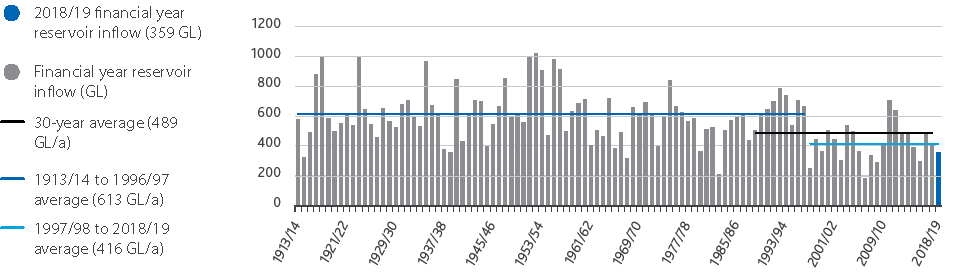 2018/19 financial year
reservoir inflow (359 GL)
Financial year reservoir
inflow (GL)
30-year average (489
GL/a)
1913/14 to 1996/97
average (613 GL/a)
1997/98 to 2018/19
average (416 GL/a)
1200
1000
800
600
400
200
0
1913/14
1921/22
1929/30
1937/38
1945/46
1953/54
1961/62
1969/70
1977/78
1985/86
1993/94
2001/02
2009/10
2018/19